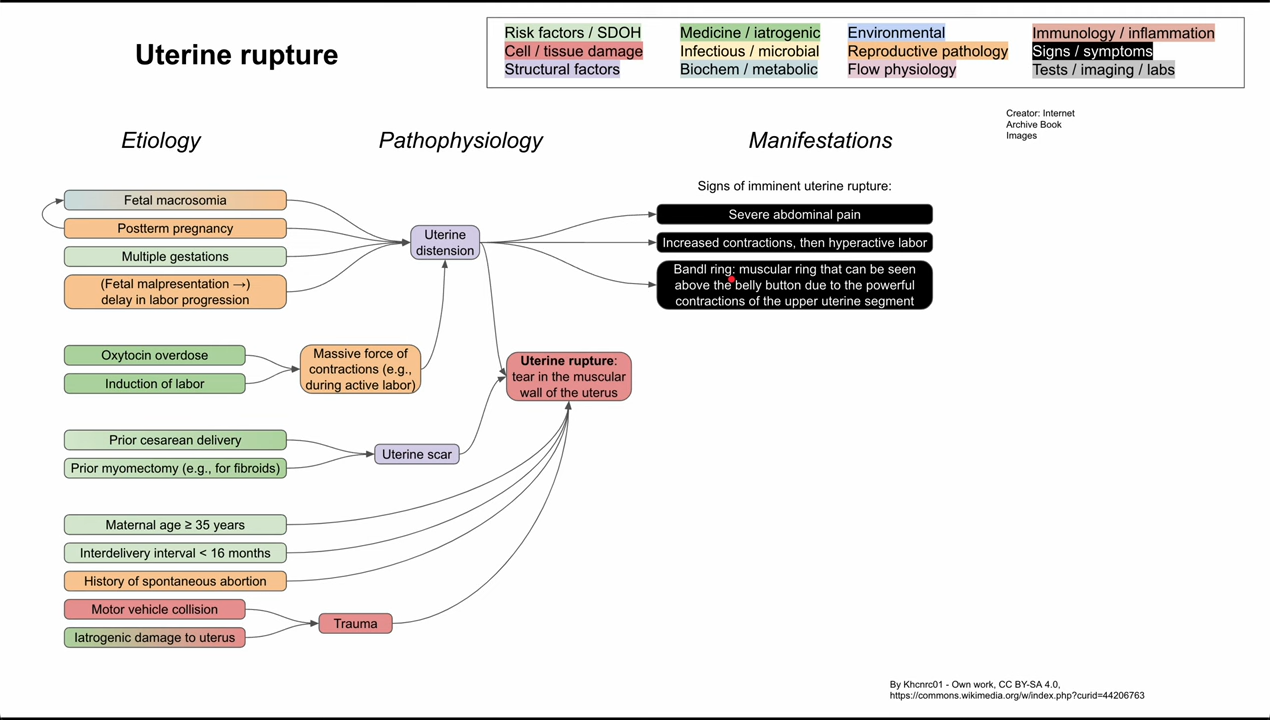 Uterine rupture
Risk factors / SDOH
Cell / tissue damage
Structural factors
Medicine / iatrogenic
Infectious / microbial
Biochem / metabolic
Environmental
Reproductive pathology
Flow physiology
Immunology / inflammation
Signs / symptoms
Tests / imaging / labs
Creator: Internet
Archive Book
Images
Etiology
Pathophysiology
Manifestations
Fetal macrosomia
Postterm pregnancy
Multiple gestations
(Fetal malpresentation →)
delay in labor progression
Oxytocin overdose
Induction of labor
Prior cesarean delivery
Prior myomectomy (e.g., for fibroids)
Maternal age ≥ 35 years
Interdelivery interval < 16 months
History of spontaneous abortion
Motor vehicle collision
Iatrogenic damage to uterus
Uterine
distension
Massive force of
contractions (e.g.,
during active labor)
Uterine scar
Trauma
Uterine rupture:
tear in the muscular
wall of the uterus
Signs of imminent uterine rupture:
Severe abdominal pain
Increased contractions, then hyperactive labor
Bandl ring: muscular ring that can be seen
above the belly button due to the powerful
contractions of the upper uterine segment
By Khcnrc01 - Own work, CC BY-SA 4.0,
https://commons.wikimedia.org/w/index.php?curid=44206763